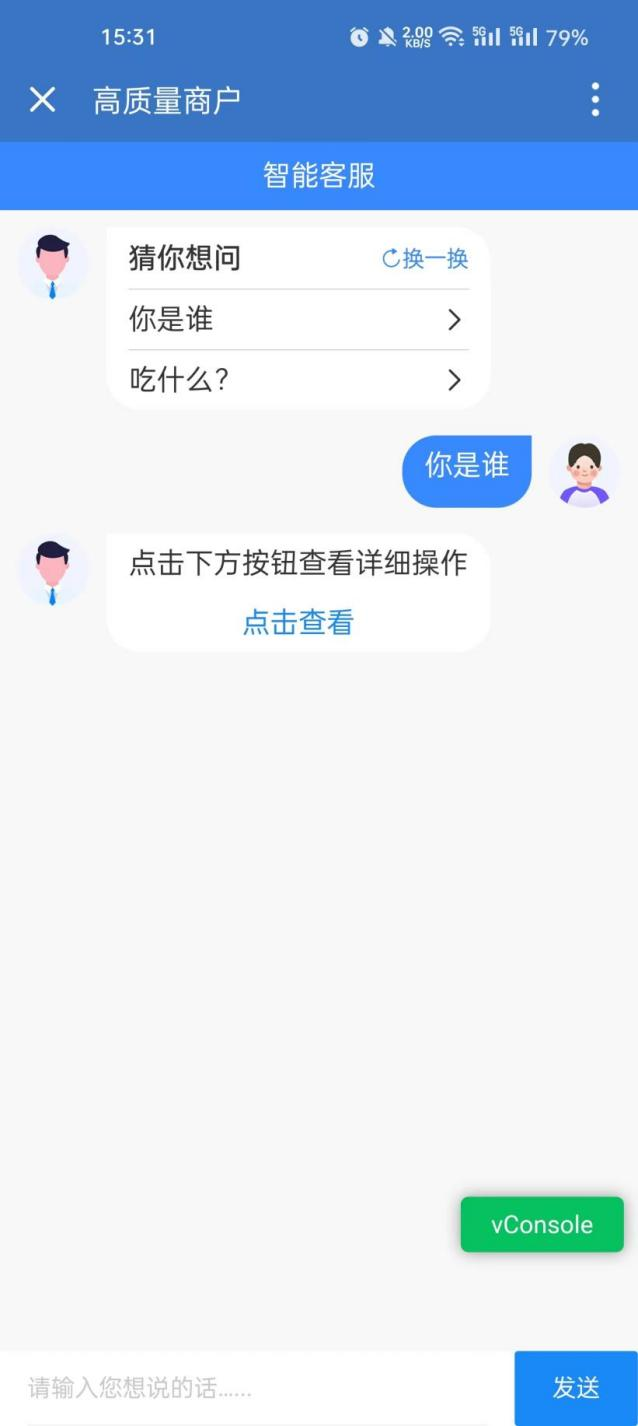 15:31 2.00 KB/S 5G 5G 79%
高质量商户
智能客服
猜你想问 换一换
你是谁
吃什么?
你是谁
点击下方按钮查看详细操作
点击查看
vConsole
请输入您想说的话...... 发送